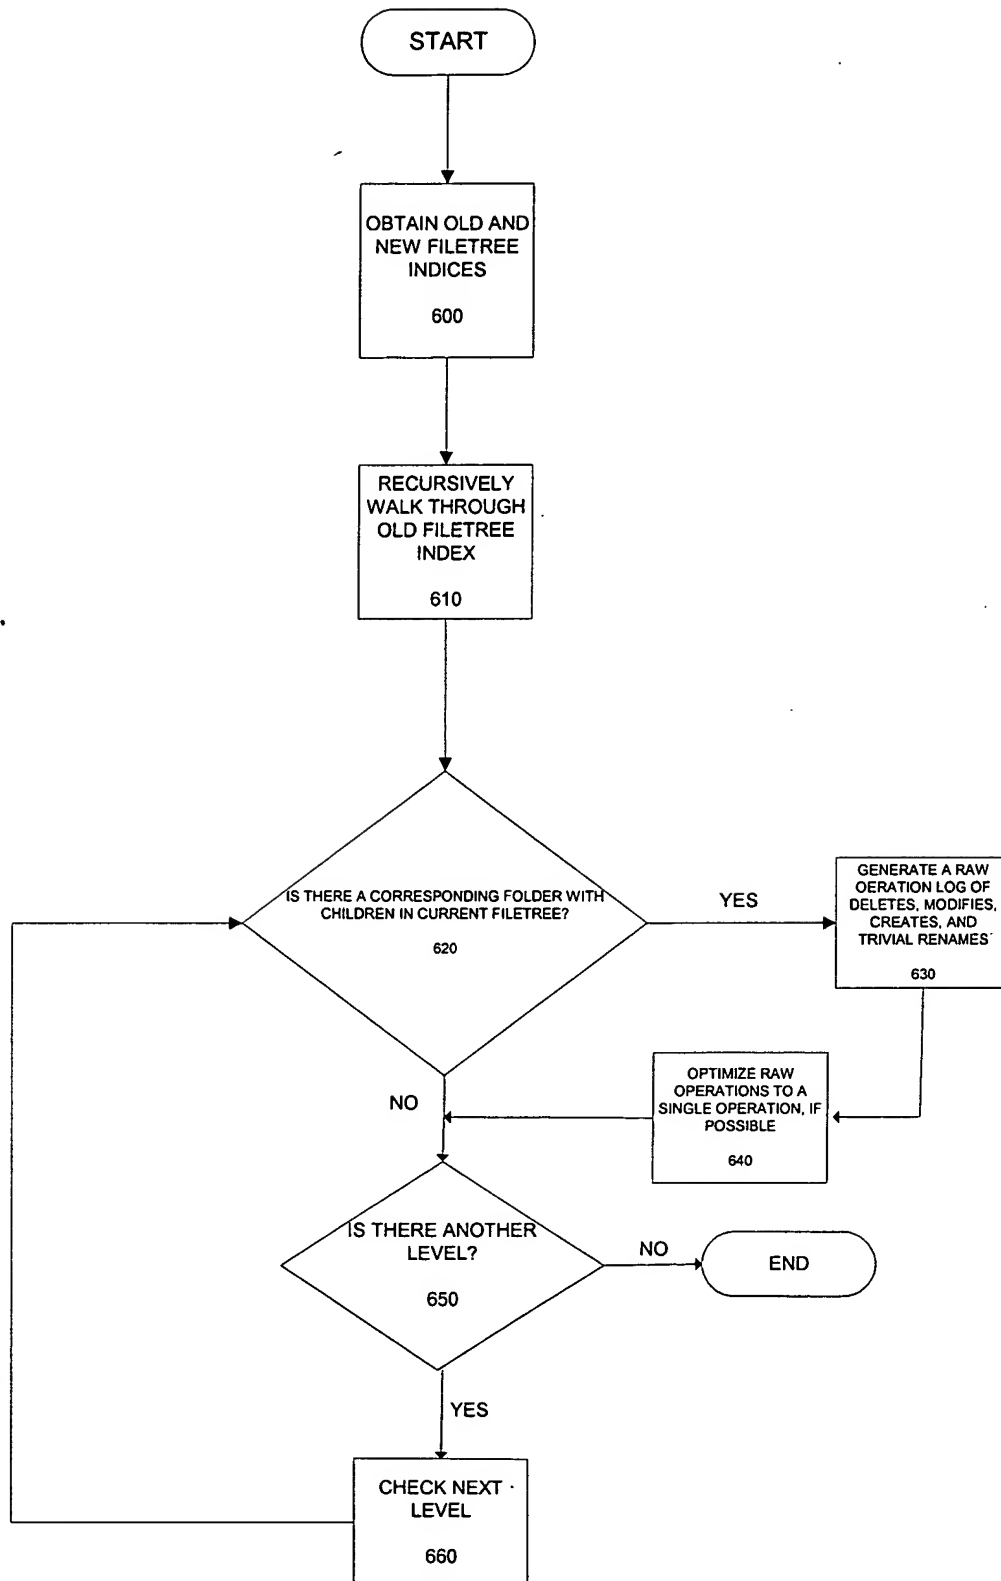 START
OBTAIN OLD AND
NEW FILETREE
INDICES
600
RECURSIVELY
WALK THROUGH
OLD FILETREE
INDEX
610
IS THERE A CORRESPONDING FOLDER WITH
CHILDREN IN CURRENT FILETREE?
620
YES
GENERATE A RAW
OERATION LOG OF
DELETES, MODIFIES,
CREATES, AND
TRIVIAL RENAMES
630
OPTIMIZE RAW
OPERATIONS TO A
SINGLE OPERATION, IF
POSSIBLE
640
NO
IS THERE ANOTHER
LEVEL?
650
NO
END
YES
CHECK NEXT
LEVEL
660